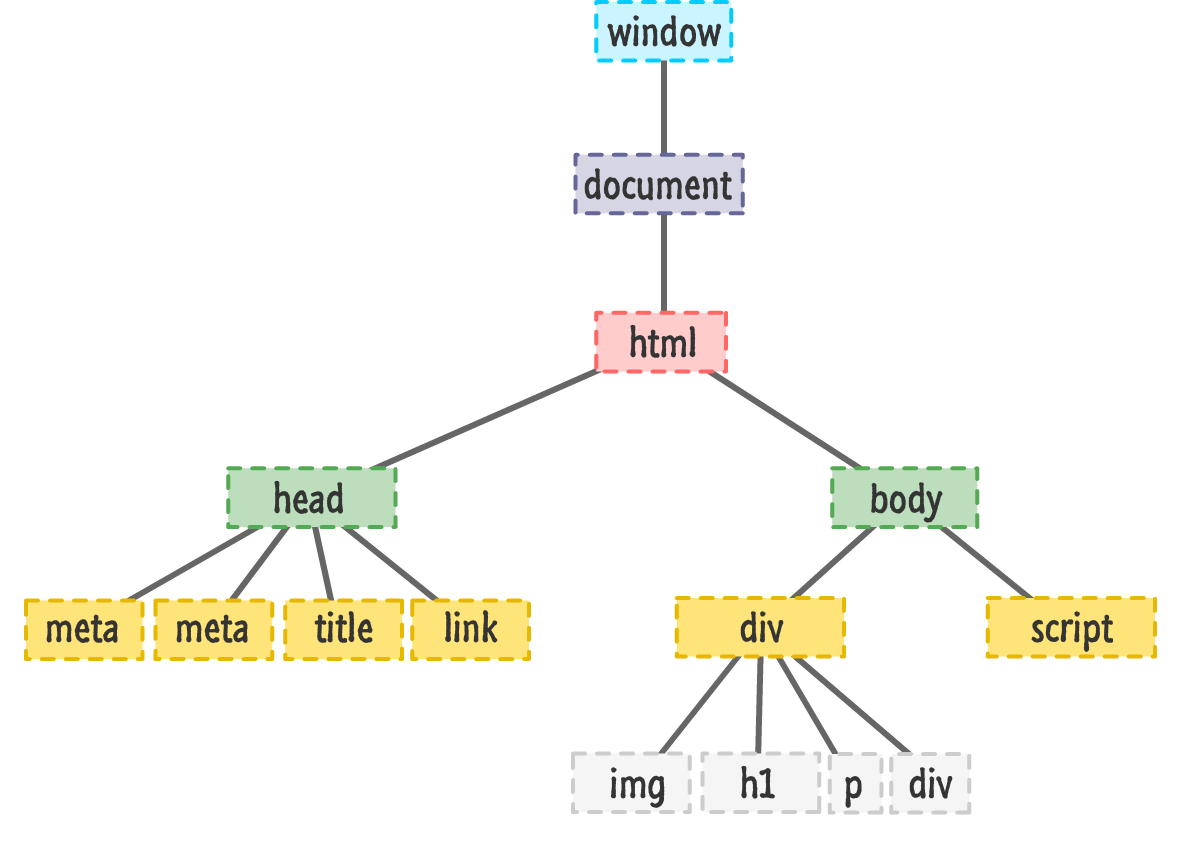 window
document
html
head
body
meta
meta
title
link
div
script
img
h1
p
div